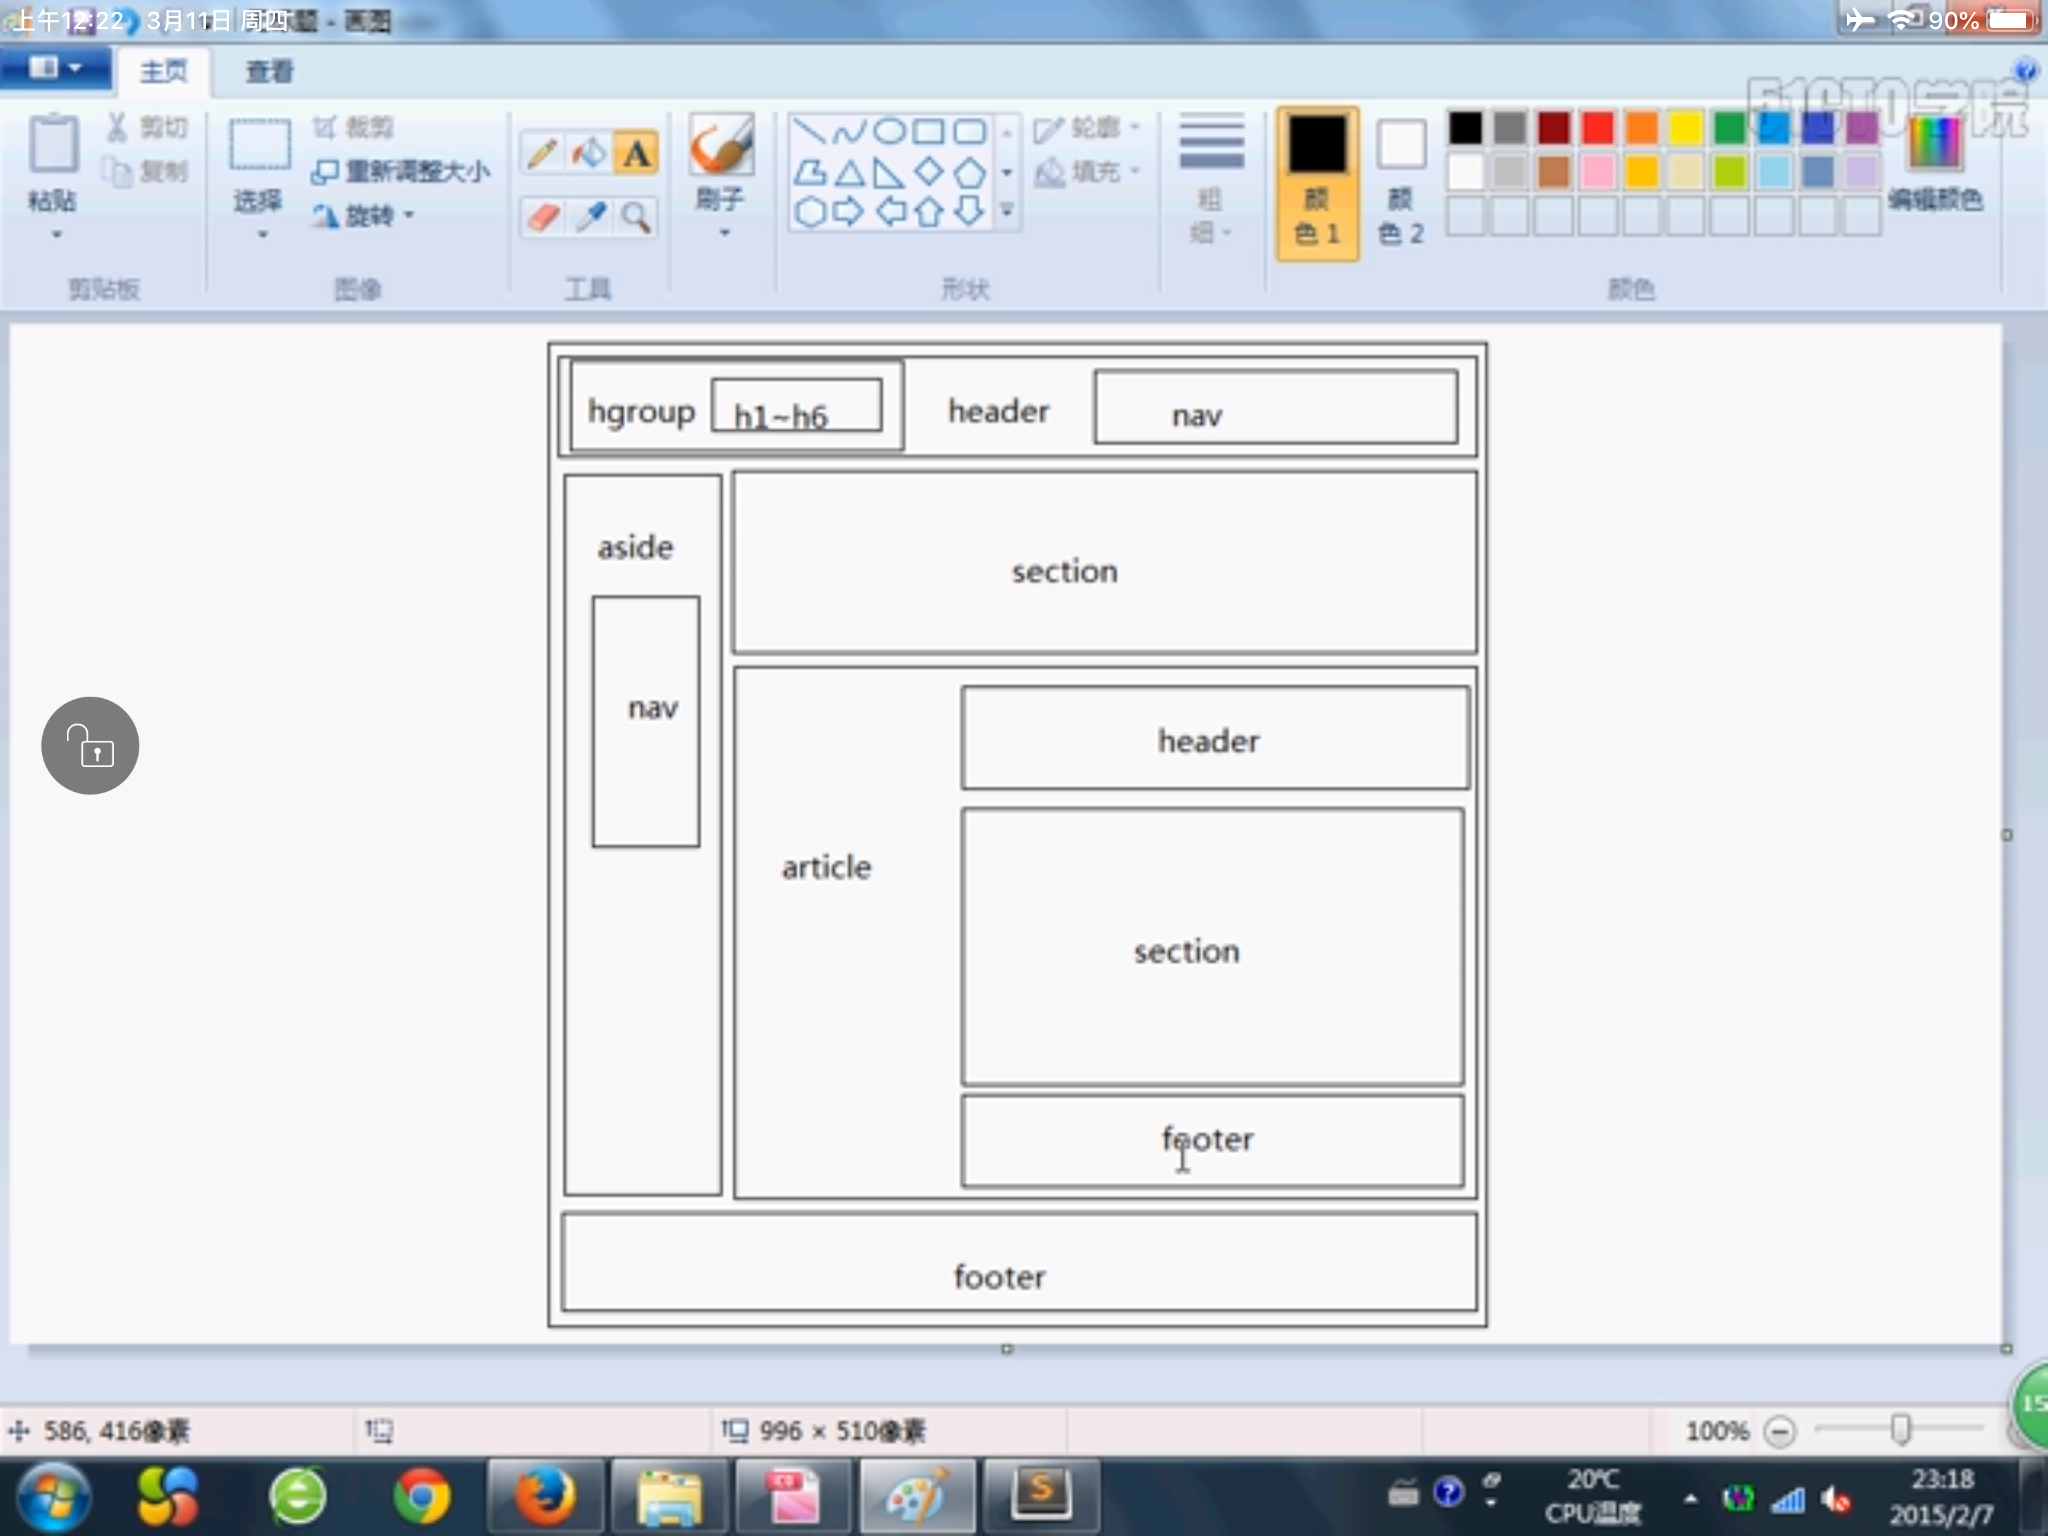 上午12:22 3月11日 周四
题 - 画图
90%
主页 查看
51CTO学院
粘贴
剪切
复制
剪贴板
选择
裁剪
重新调整大小
旋转
图像
A
工具
刷子
轮廓
填充
形状
粗
细
颜
色 1
颜
色 2
编辑颜色
颜色
hgroup h1~h6 header nav
aside
nav
section
article
header
section
footer
footer
586, 416像素
996 × 510像素
100%
15
20℃
CPU温度
23:18
2015/2/7